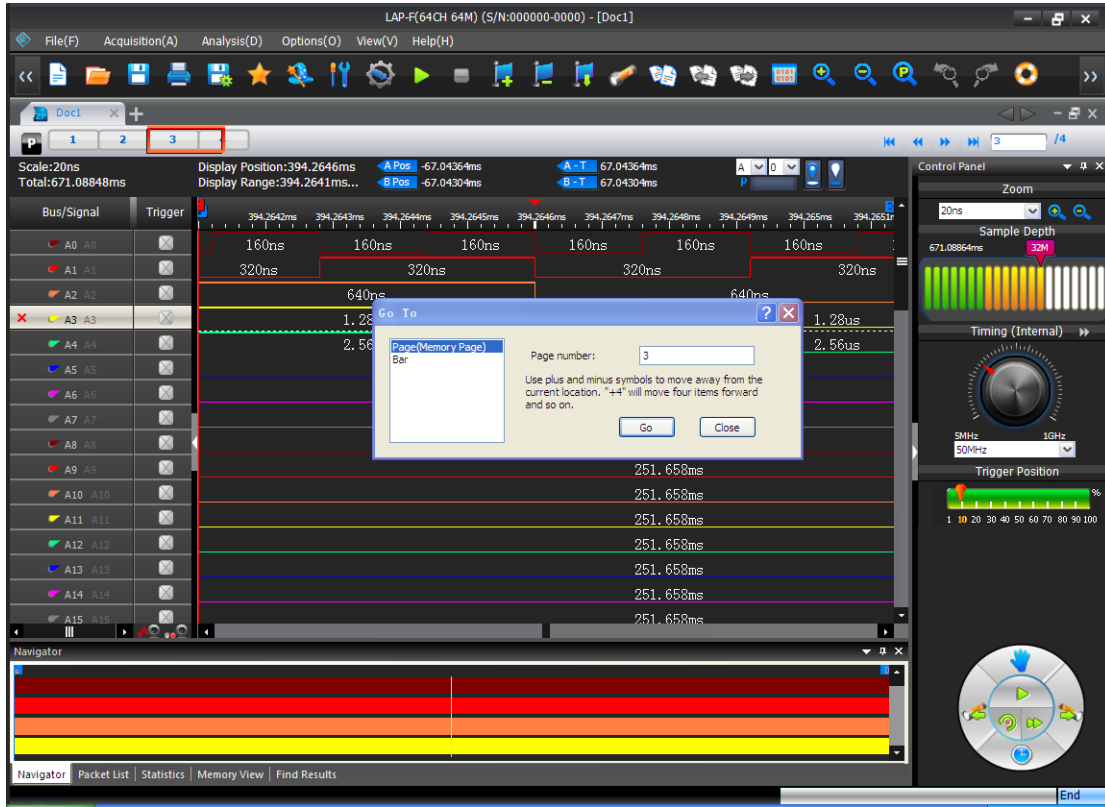 LAP-F(64CH 64M) (S/N:000000-0000) - [Doc1]
File(F) Acquisition(A) Analysis(D) Options(O) View(V) Help(H)
Doc1
P 1 2 3 3 /4
Scale:20ns Display Position:394.2646ms A Pos -67.04364ms A - T 67.04364ms A 0
Total:671.08848ms Display Range:394.2641ms... B Pos -67.04304ms B - T 67.04304ms P
Bus/Signal Trigger 394.2642ms 394.2643ms 394.2644ms 394.2645ms 394.2646ms 394.2647ms 394.2648ms 394.2649ms 394.265ms 394.2651r
A0 A0 160ns 160ns 160ns 160ns 160ns 160ns
A1 A1 320ns 320ns 320ns 320ns
A2 A2 640ns 640ns
A3 A3 1.28 1.28us
A4 A4 2.56 2.56us
A5 A5
A6 A6
A7 A7
A8 A8
A9 A9 251.658ms
A10 A10 251.658ms
A11 A11 251.658ms
A12 A12 251.658ms
A13 A13 251.658ms
A14 A14 251.658ms
A15 A15 251.658ms
Go To
Page(Memory Page)
Bar
Page number: 3
Use plus and minus symbols to move away from the
current location. "+4" will move four items forward
and so on.
Go Close
Control Panel
Zoom
20ns
Sample Depth
671.08864ms 32M
Timing (Internal)
5MHz 1GHz
50MHz
Trigger Position
%
1 10 20 30 40 50 60 70 80 90 100
Navigator
Navigator Packet List Statistics Memory View Find Results
End